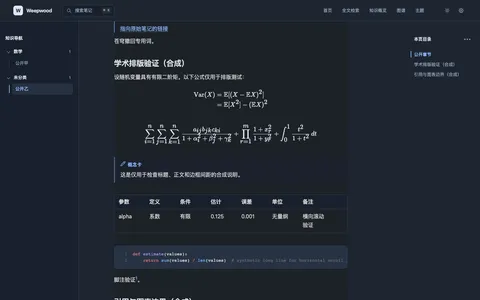 W Weepwood
搜索笔记
首页 全文检索 知识概览 图谱 主题
知识导航
数学
公开甲
未分类
公开乙
指向原始笔记的链接
苍穹撤回专用词。
学术排版验证（合成）
设随机变量具有有限二阶矩。以下公式仅用于排版测试：
Var(X) = 𝔼[(X − 𝔼X)²]
= 𝔼[X²] − (𝔼X)²
概念卡
这是仅用于检查标题、正文和边框间距的合成说明。
参数 定义 条件 估计 误差 单位 备注
alpha 系数 有限 0.125 0.001 无量纲 横向滚动
验证
def estimate(values):
return sum(values) / len(values)
脚注验证¹。
本页目录
公开章节
学术排版验证（合成）
引用与图表边界（合成）